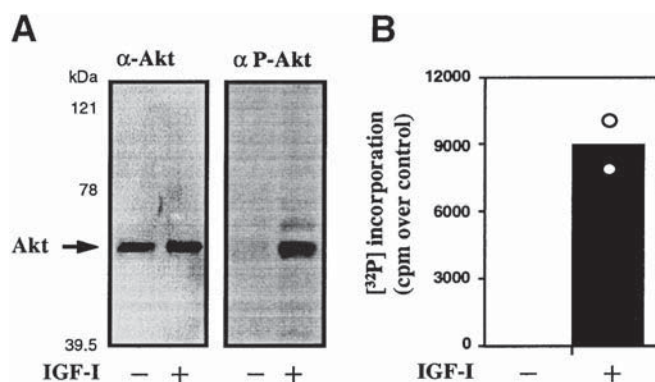 A
α-Akt
α P-Akt
kDa
121
78
Akt
39.5
IGF-I − + − +
B
[³²P] incorporation
(cpm over control)
12000
9000
6000
3000
0
IGF-I − +